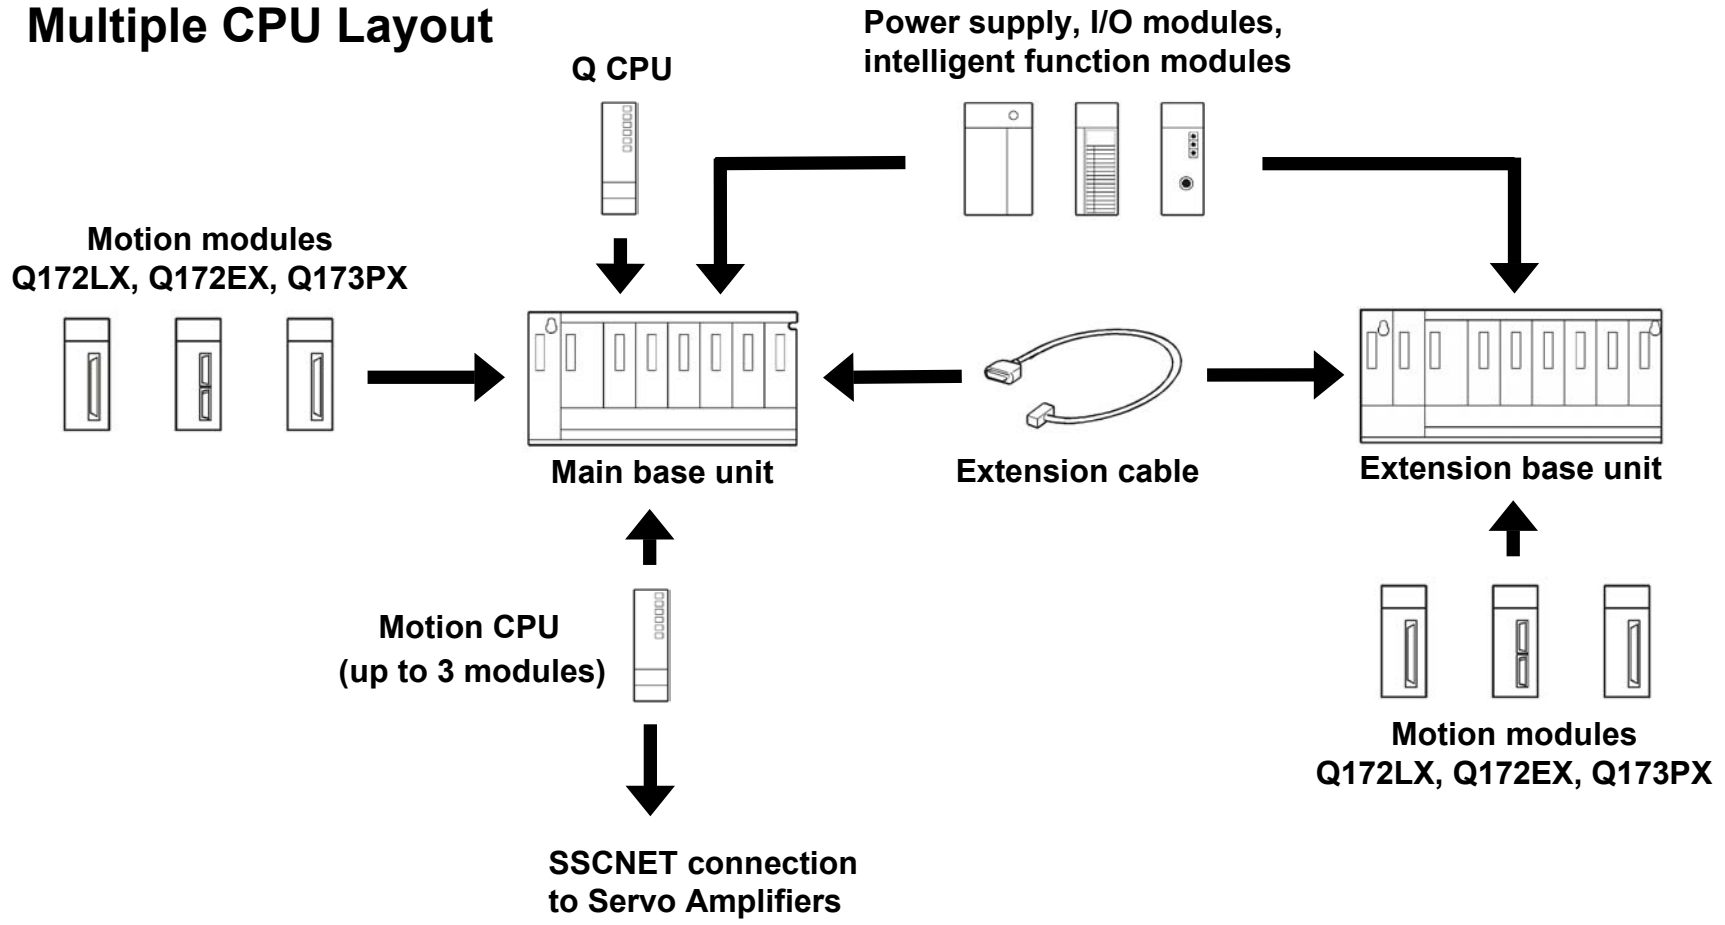 Multiple CPU Layout
Power supply, I/O modules,
intelligent function modules
Q CPU
Motion modules
Q172LX, Q172EX, Q173PX
Main base unit
Extension cable
Extension base unit
Motion CPU
(up to 3 modules)
Motion modules
Q172LX, Q172EX, Q173PX
SSCNET connection
to Servo Amplifiers